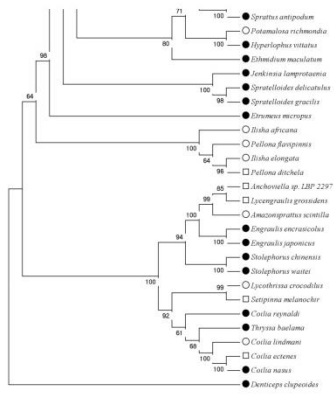 71
Sprattus antipodum
100
Potamalosa richmondia
100
Hyperlophus vittatus
80
Ethmidium maculatum
Jenkinsia lamprotaenia
100
Spratelloides delicatulus
98
Spratelloides gracilis
98
Etrumeus micropus
64
Ilisha africana
100
Pellona flavipinnis
64
Ilisha elongata
96
Pellona ditchela
Anchoviella sp. LBP 2297
85
Lycengraulis grossidens
99
Amazonsprattus scintilla
100
Engraulis encrasicolus
100
Engraulis japonicus
94
Stolephorus chinensis
100
Stolephorus waitei
100
Lycothrissa crocodilus
99
Setipinna melanochir
92
Coilia reynaldi
61
Thryssa baelama
68
Coilia lindmani
100
Coilia ectenes
100
Coilia nasus
Denticeps clupeoides